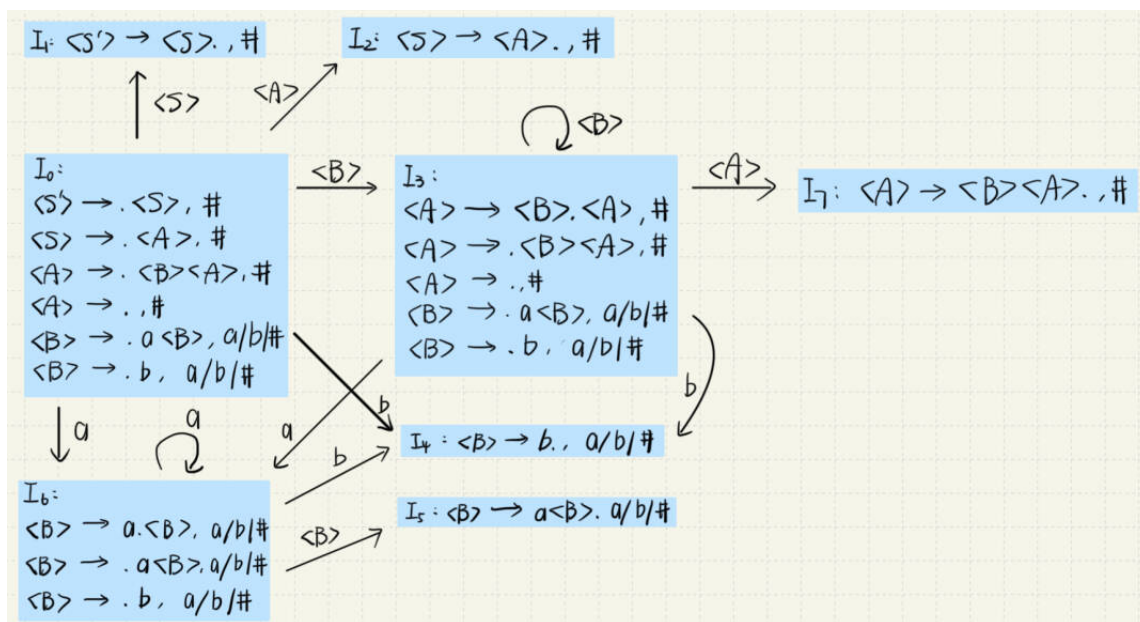 I₁: <S'> → <S>. , #
I₂: <S> → <A>. , #
<S>
<A>
<B>
I₀:
<S'> → .<S>, #
<S> → .<A>, #
<A> → . <B><A>, #
<A> → . , #
<B> → . a<B>, a/b/#
<B> → . b, a/b/#
<B>
I₃:
<A> → <B>.<A>, #
<A> → .<B><A>, #
<A> → . , #
<B> → . a<B>, a/b/#
<B> → . b, a/b/#
<A>
I₇: <A> → <B><A>. , #
a
a
a
b
b
b
I₄: <B> → b., a/b/#
I₆:
<B> → a.<B>, a/b/#
<B> → . a<B>, a/b/#
<B> → . b, a/b/#
<B>
I₅: <B> → a<B>. a/b/#